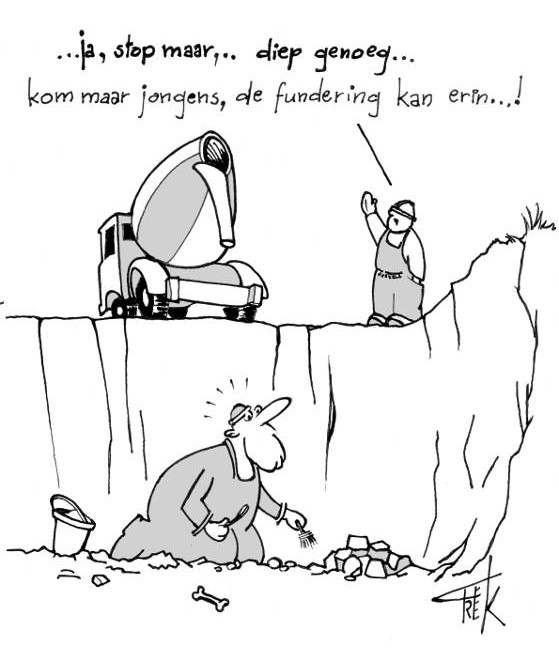 ...ja, stop maar,.. diep genoeg...
kom maar jongens, de fundering kan erin...!